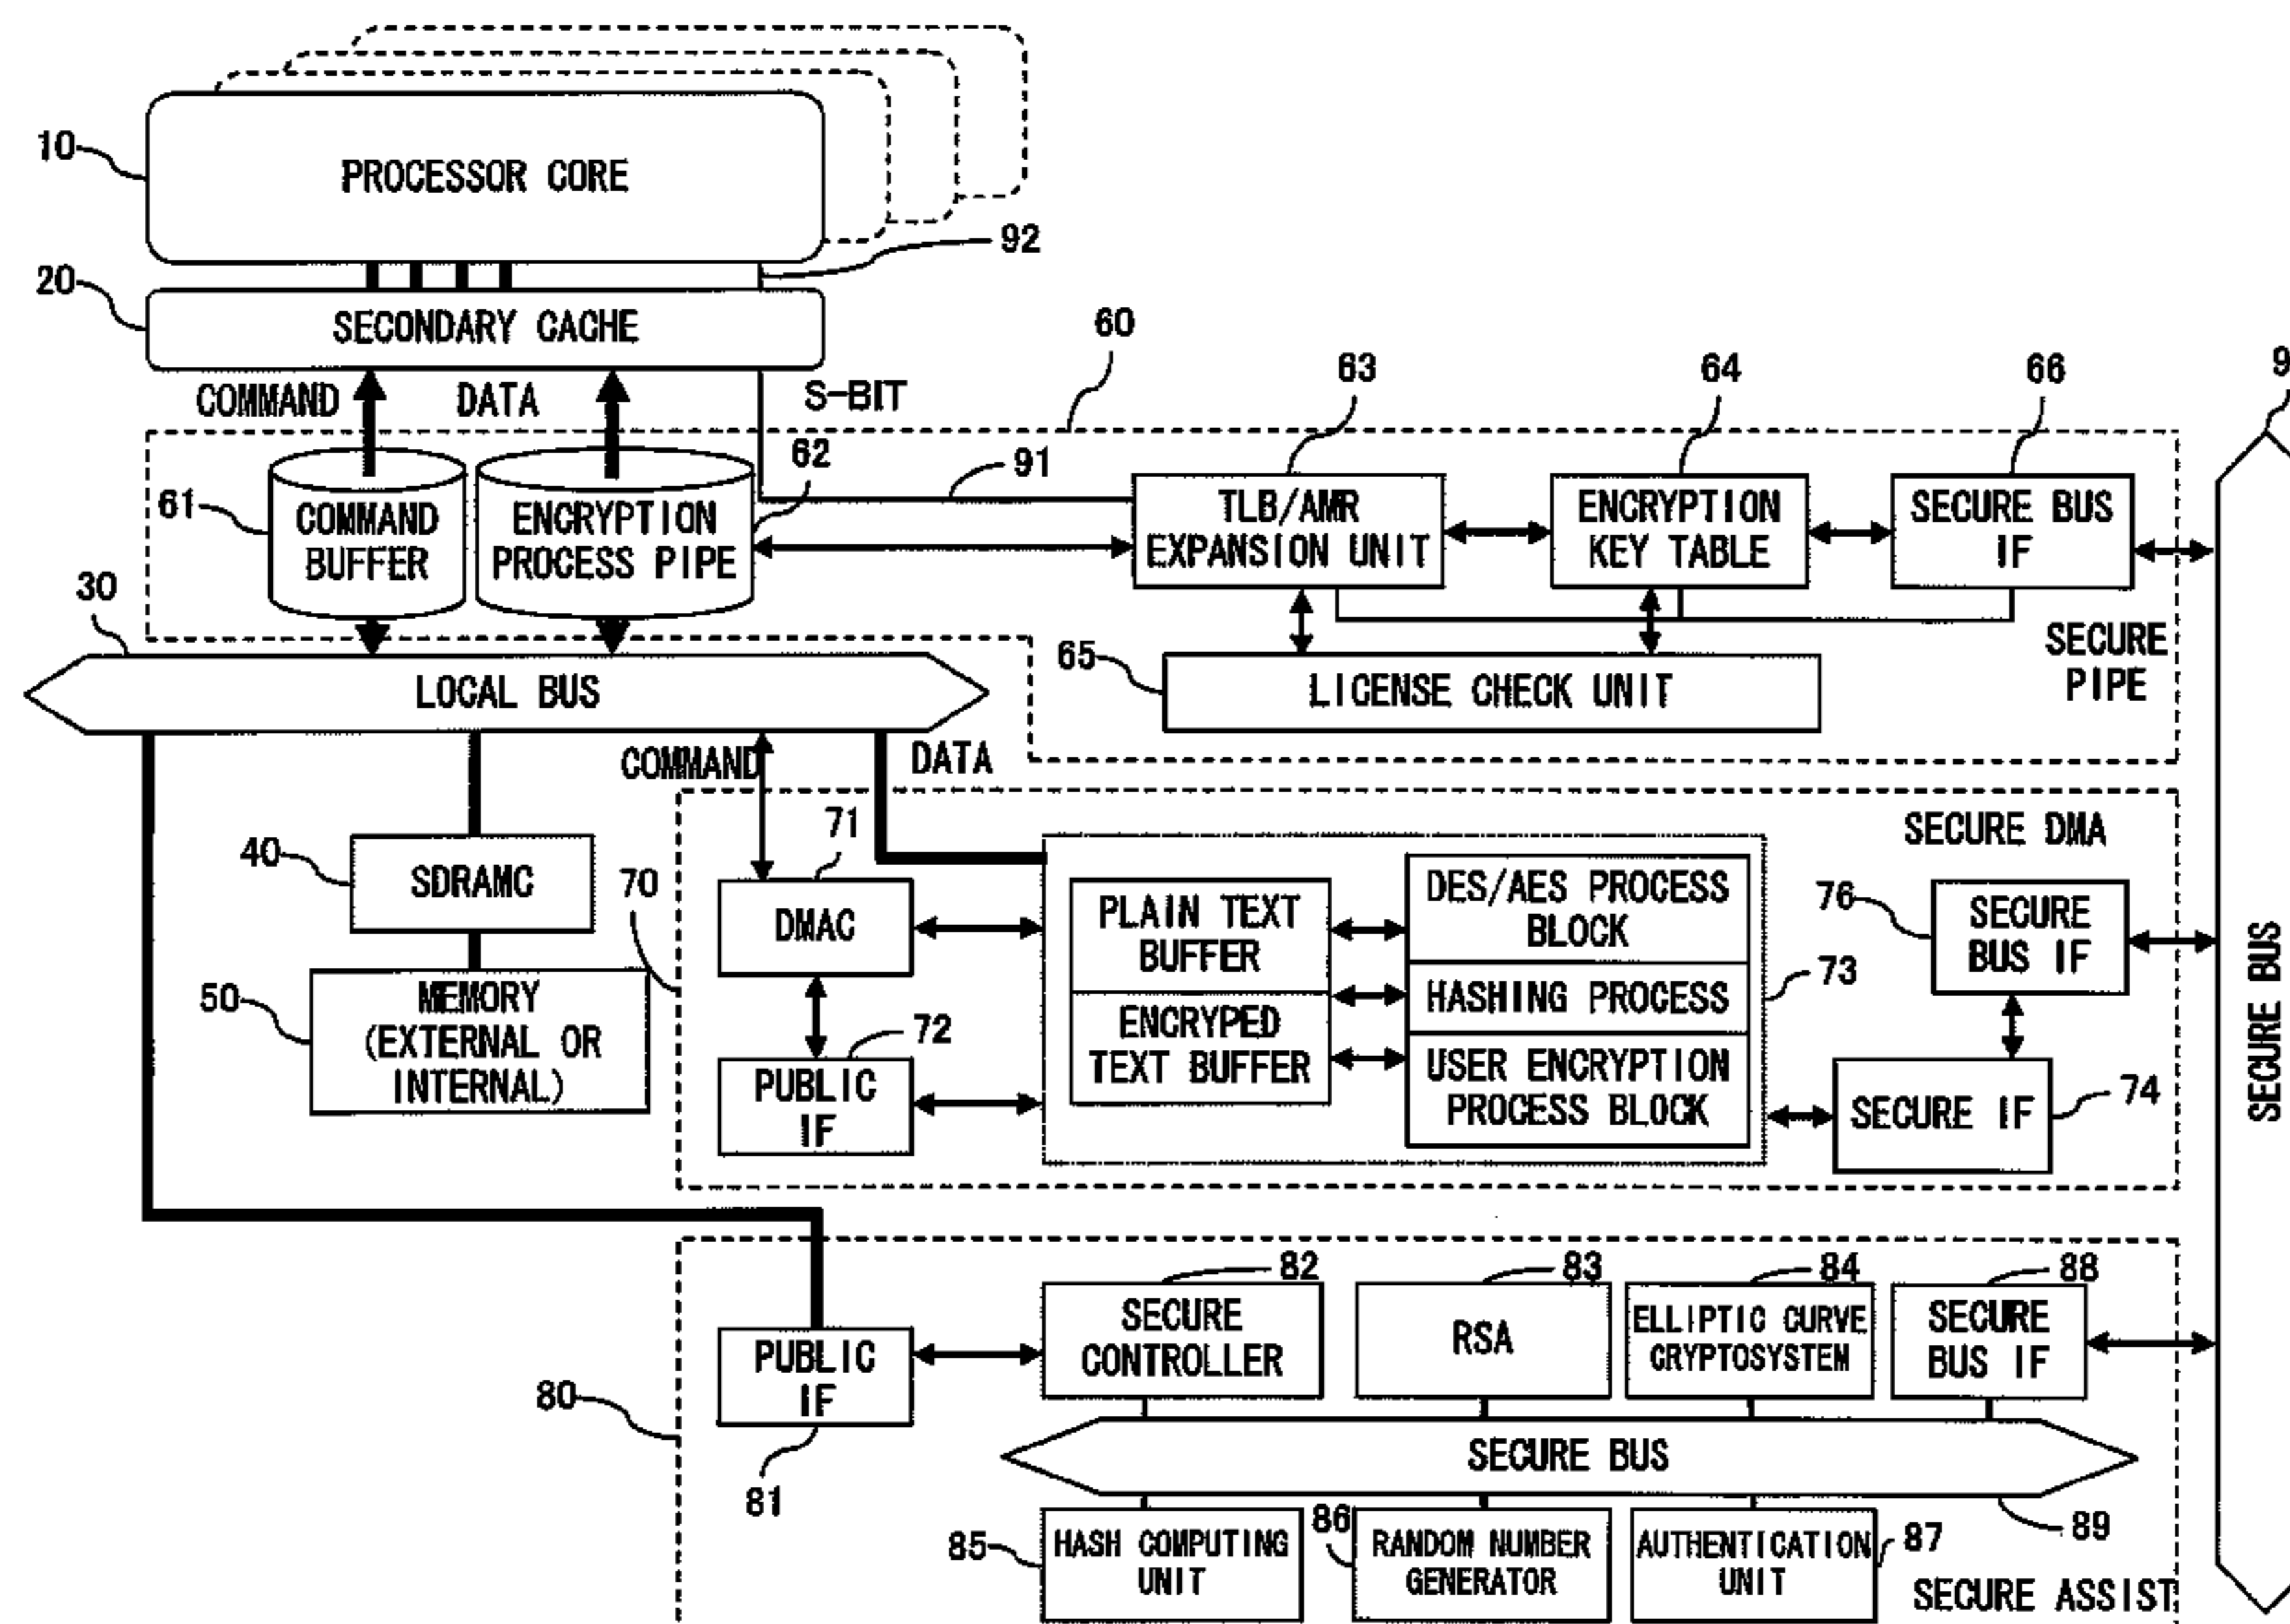 10
PROCESSOR CORE
92
20
SECONDARY CACHE
COMMAND
DATA
S-BIT
60
63
64
66
9
61
COMMAND
BUFFER
ENCRYPTION
PROCESS PIPE
62
91
TLB/AMR
EXPANSION UNIT
ENCRYPTION
KEY TABLE
SECURE BUS
IF
30
LOCAL BUS
65
LICENSE CHECK UNIT
SECURE
PIPE
COMMAND
DATA
40
SDRAMC
50
MEMORY
(EXTERNAL OR
INTERNAL)
70
71
DMAC
72
PUBLIC
IF
PLAIN TEXT
BUFFER
ENCRYPED
TEXT BUFFER
DES/AES PROCESS
BLOCK
HASHING PROCESS
USER ENCRYPTION
PROCESS BLOCK
73
SECURE DMA
76
SECURE
BUS IF
SECURE IF
74
SECURE BUS
80
PUBLIC
IF
81
82
SECURE
CONTROLLER
83
RSA
84
ELLIPTIC CURVE
CRYPTOSYSTEM
88
SECURE
BUS IF
SECURE BUS
89
85
HASH COMPUTING
UNIT
86
RANDOM NUMBER
GENERATOR
AUTHENTICATION
UNIT
87
SECURE ASSIST